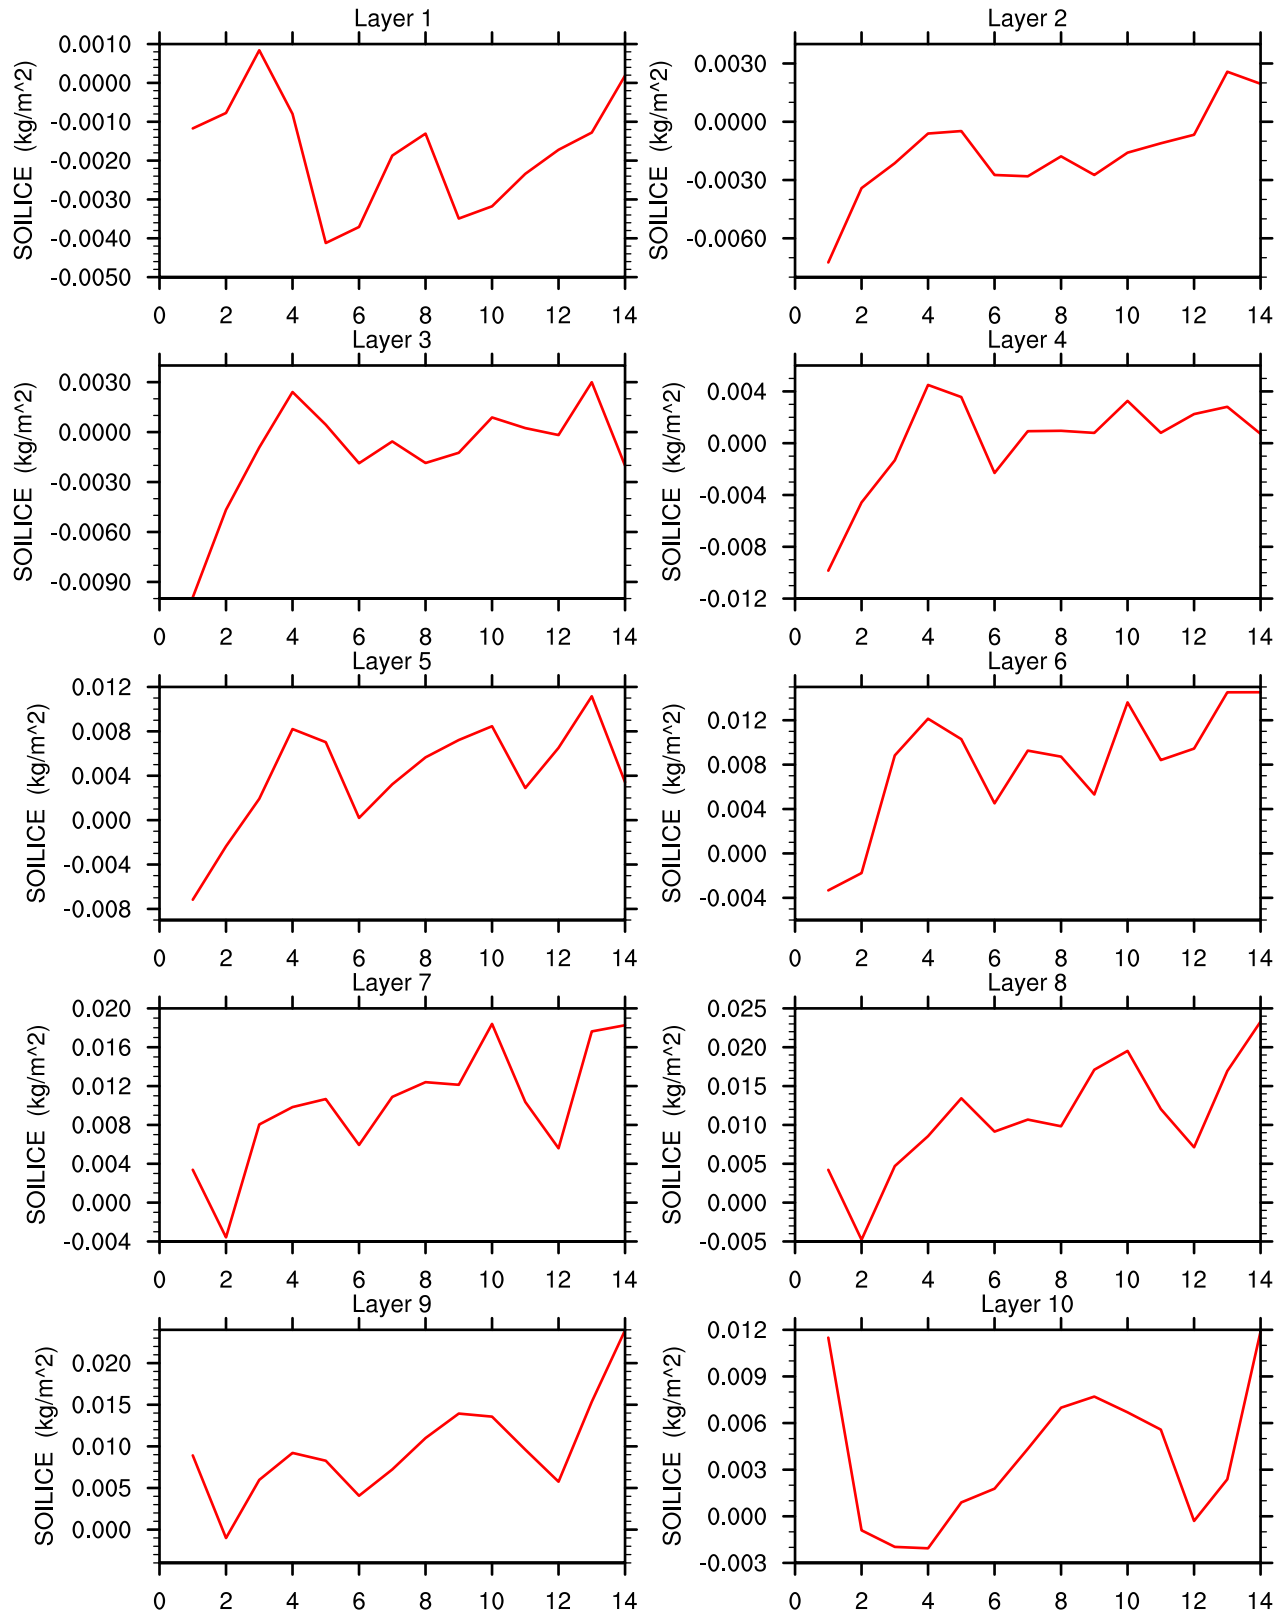 Layer 1
SOILICE (kg/m^2)
0.0010
0.0000
-0.0010
-0.0020
-0.0030
-0.0040
-0.0050
0 2 4 6 8 10 12 14
Layer 2
SOILICE (kg/m^2)
0.0030
0.0000
-0.0030
-0.0060
0 2 4 6 8 10 12 14
Layer 3
SOILICE (kg/m^2)
0.0030
0.0000
-0.0030
-0.0060
-0.0090
0 2 4 6 8 10 12 14
Layer 4
SOILICE (kg/m^2)
0.004
0.000
-0.004
-0.008
-0.012
0 2 4 6 8 10 12 14
Layer 5
SOILICE (kg/m^2)
0.012
0.008
0.004
0.000
-0.004
-0.008
0 2 4 6 8 10 12 14
Layer 6
SOILICE (kg/m^2)
0.012
0.008
0.004
0.000
-0.004
0 2 4 6 8 10 12 14
Layer 7
SOILICE (kg/m^2)
0.020
0.016
0.012
0.008
0.004
0.000
-0.004
0 2 4 6 8 10 12 14
Layer 8
SOILICE (kg/m^2)
0.025
0.020
0.015
0.010
0.005
0.000
-0.005
0 2 4 6 8 10 12 14
Layer 9
SOILICE (kg/m^2)
0.020
0.015
0.010
0.005
0.000
0 2 4 6 8 10 12 14
Layer 10
SOILICE (kg/m^2)
0.012
0.009
0.006
0.003
0.000
-0.003
0 2 4 6 8 10 12 14